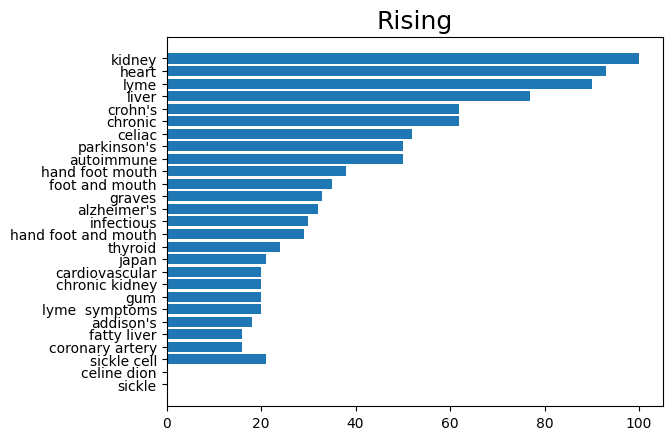 Rising
kidney
heart
lyme
liver
crohn's
chronic
celiac
parkinson's
autoimmune
hand foot mouth
foot and mouth
graves
alzheimer's
infectious
hand foot and mouth
thyroid
japan
cardiovascular
chronic kidney
gum
lyme  symptoms
addison's
fatty liver
coronary artery
sickle cell
celine dion
sickle
0 20 40 60 80 100